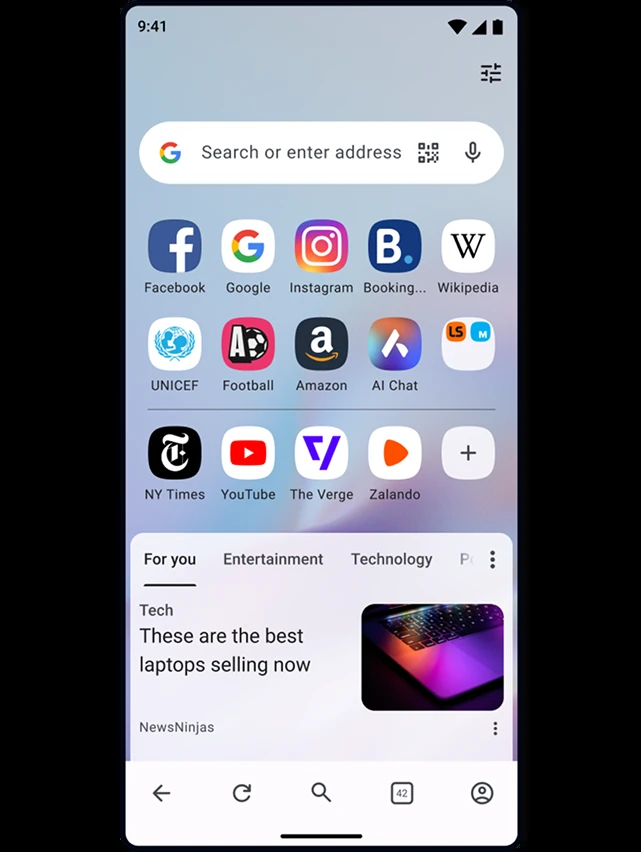 9:41
Search or enter address
Facebook Google Instagram Booking... Wikipedia
LS M
UNICEF Football Amazon AI Chat
NY Times YouTube The Verge Zalando
For you Entertainment Technology
Tech
These are the best
laptops selling now
NewsNinjas
42